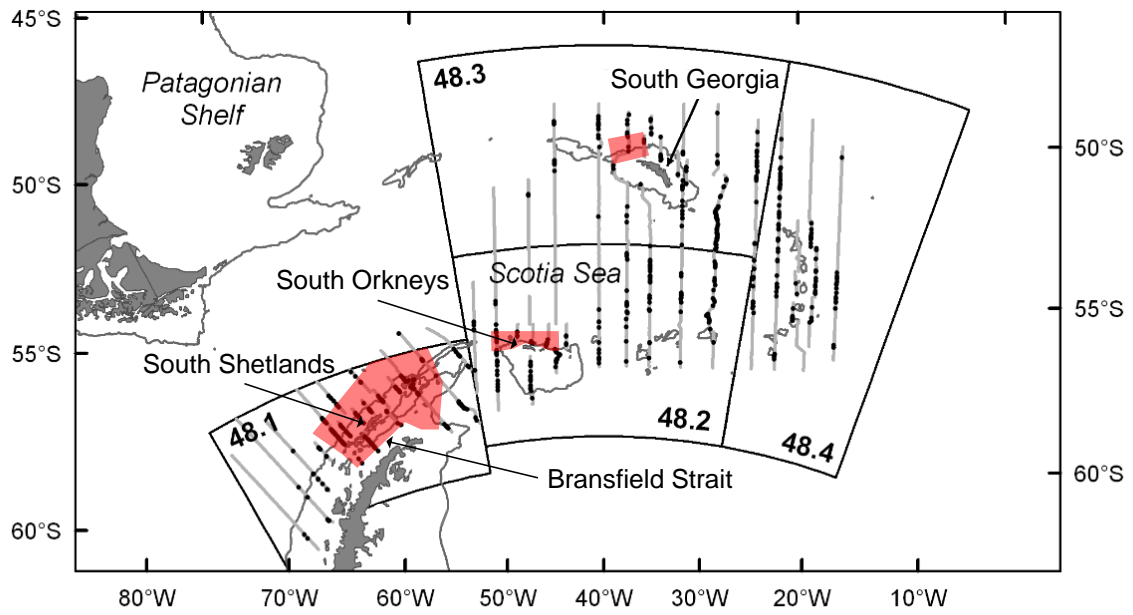 45°S
Patagonian
Shelf
48.3
South Georgia
50°S
50°S
South Orkneys
Scotia Sea
55°S
55°S
South Shetlands
48.1
48.2
48.4
Bransfield Strait
60°S
60°S
80°W
70°W
60°W
50°W
40°W
30°W
20°W
10°W